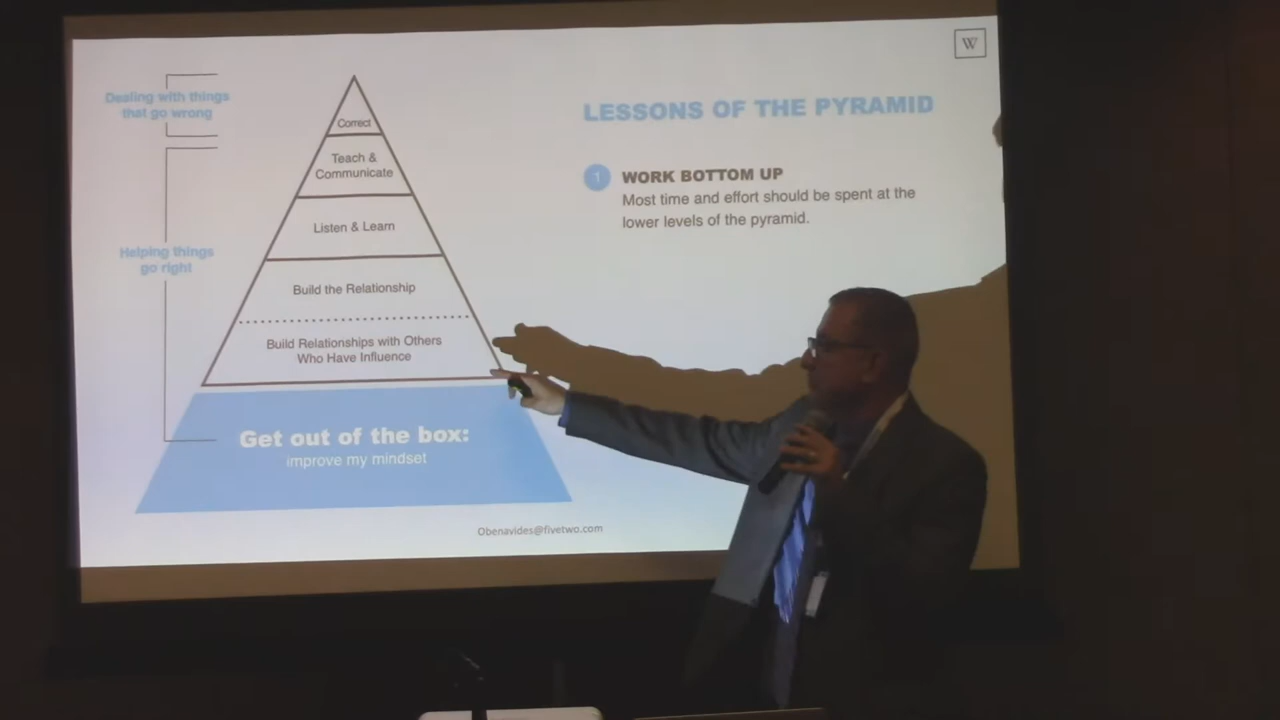 W
Dealing with things
that go wrong
Correct
Teach &
Communicate
Listen & Learn
Helping things
go right
Build the Relationship
Build Relationships with Others
Who Have Influence
Get out of the box:
improve my mindset
LESSONS OF THE PYRAMID
1
WORK BOTTOM UP
Most time and effort should be spent at the
lower levels of the pyramid.
Obenavides@fivetwo.com